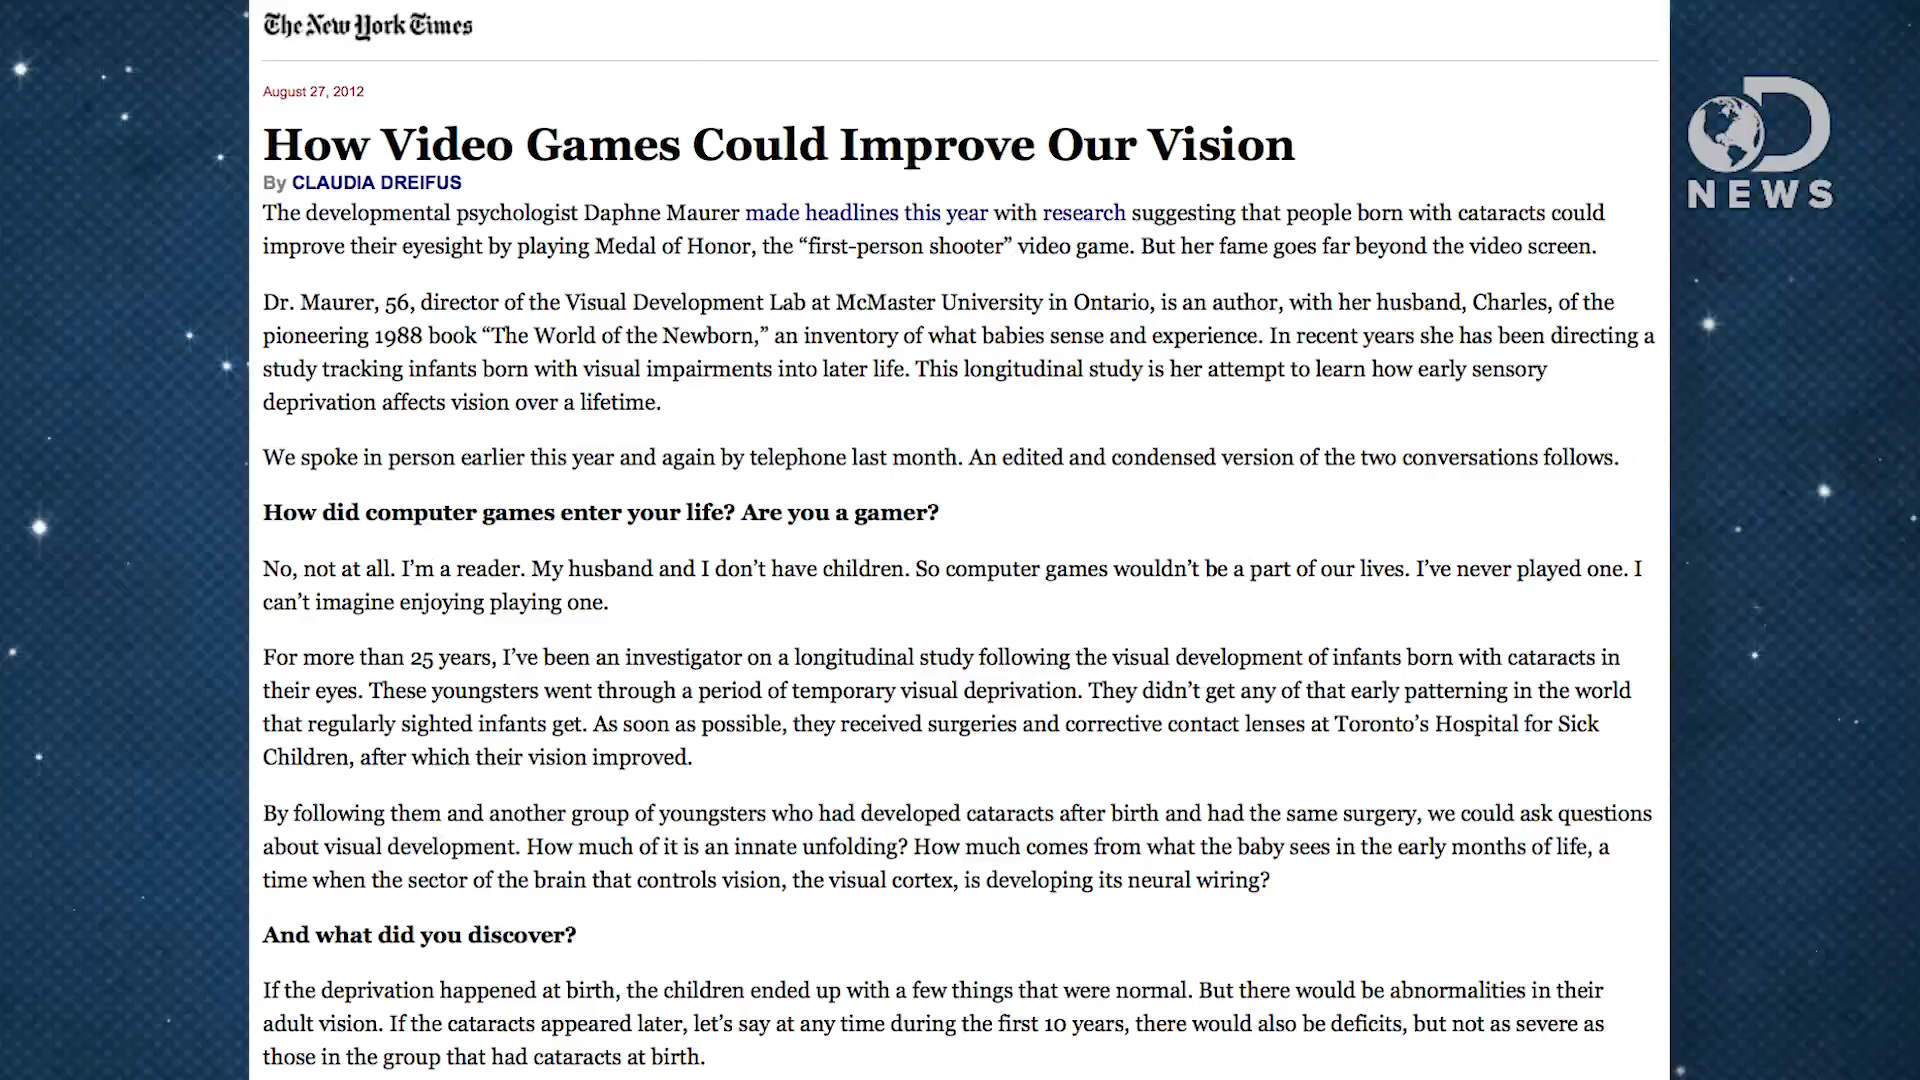 The New York Times
August 27, 2012
How Video Games Could Improve Our Vision
By CLAUDIA DREIFUS
The developmental psychologist Daphne Maurer made headlines this year with research suggesting that people born with cataracts could
improve their eyesight by playing Medal of Honor, the “first-person shooter” video game. But her fame goes far beyond the video screen.
Dr. Maurer, 56, director of the Visual Development Lab at McMaster University in Ontario, is an author, with her husband, Charles, of the
pioneering 1988 book “The World of the Newborn,” an inventory of what babies sense and experience. In recent years she has been directing a
study tracking infants born with visual impairments into later life. This longitudinal study is her attempt to learn how early sensory
deprivation affects vision over a lifetime.
We spoke in person earlier this year and again by telephone last month. An edited and condensed version of the two conversations follows.
How did computer games enter your life? Are you a gamer?
No, not at all. I’m a reader. My husband and I don’t have children. So computer games wouldn’t be a part of our lives. I’ve never played one. I
can’t imagine enjoying playing one.
For more than 25 years, I’ve been an investigator on a longitudinal study following the visual development of infants born with cataracts in
their eyes. These youngsters went through a period of temporary visual deprivation. They didn’t get any of that early patterning in the world
that regularly sighted infants get. As soon as possible, they received surgeries and corrective contact lenses at Toronto’s Hospital for Sick
Children, after which their vision improved.
By following them and another group of youngsters who had developed cataracts after birth and had the same surgery, we could ask questions
about visual development. How much of it is an innate unfolding? How much comes from what the baby sees in the early months of life, a
time when the sector of the brain that controls vision, the visual cortex, is developing its neural wiring?
And what did you discover?
If the deprivation happened at birth, the children ended up with a few things that were normal. But there would be abnormalities in their
adult vision. If the cataracts appeared later, let’s say at any time during the first 10 years, there would also be deficits, but not as severe as
those in the group that had cataracts at birth.
D
NEWS